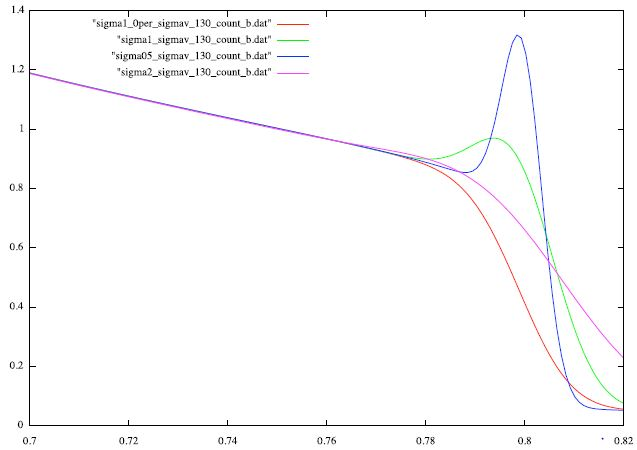 "sigma1_0per_sigmav_130_count_b.dat"
"sigma1_sigmav_130_count_b.dat"
"sigma05_sigmav_130_count_b.dat"
"sigma2_sigmav_130_count_b.dat"
1.4
1.2
1
0.8
0.6
0.4
0.2
0
0.7 0.72 0.74 0.76 0.78 0.8 0.82